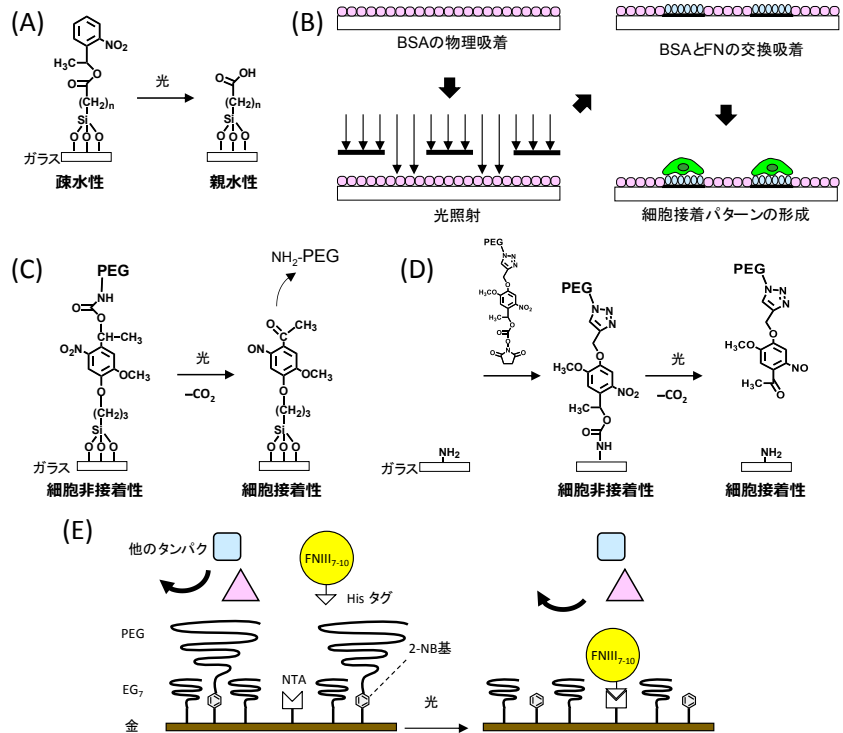 (A)
NO₂
H₃C
O
O
(CH₂)n
Si
O O O
ガラス
疎水性
光
O
OH
(CH₂)n
Si
O O O
親水性
(B)
BSAの物理吸着
光照射
BSAとFNの交換吸着
細胞接着パターンの形成
(C)
PEG
O
NH
O
CH₃
NO₂
OCH₃
O
(CH₂)₃
Si
O O O
ガラス
細胞非接着性
光
−CO₂
NH₂-PEG
O
CH₃
NO
OCH₃
O
(CH₂)₃
Si
O O O
細胞接着性
(D)
PEG
N N
N
O
H₃CO
NO₂
CH₃
O
O
O
N
O
O
NH₂
ガラス
PEG
N N
N
O
H₃CO
NO₂
CH₃
O
O
NH
細胞非接着性
光
−CO₂
PEG
N N
N
O
H₃CO
NO
CH₃
O
NH₂
細胞接着性
(E)
他のタンパク
FNIII₇₋₁₀
His タグ
PEG
2-NB基
NTA
EG₇
金
光
FNIII₇₋₁₀